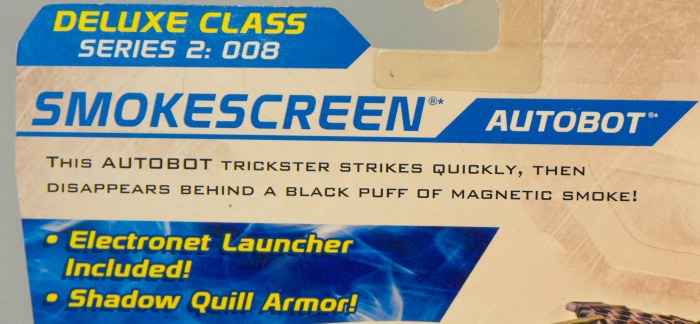 DELUXE CLASS
SERIES 2: 008
SMOKESCREEN®* AUTOBOT®*
THIS AUTOBOT TRICKSTER STRIKES QUICKLY, THEN
DISAPPEARS BEHIND A BLACK PUFF OF MAGNETIC SMOKE!
• Electronet Launcher
Included!
• Shadow Quill Armor!